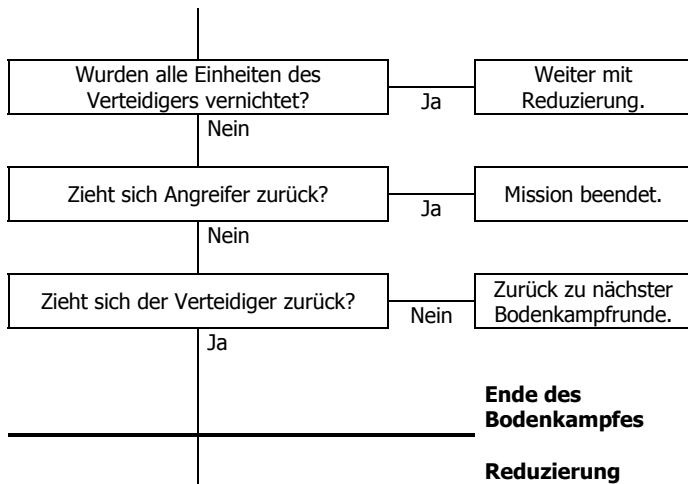 Wurden alle Einheiten des
Verteidigers vernichtet?
Ja
Weiter mit
Reduzierung.
Nein
Zieht sich Angreifer zurück?
Ja
Mission beendet.
Nein
Zieht sich der Verteidiger zurück?
Nein
Zurück zu nächster
Bodenkampfrunde.
Ja
Ende des
Bodenkampfes
Reduzierung